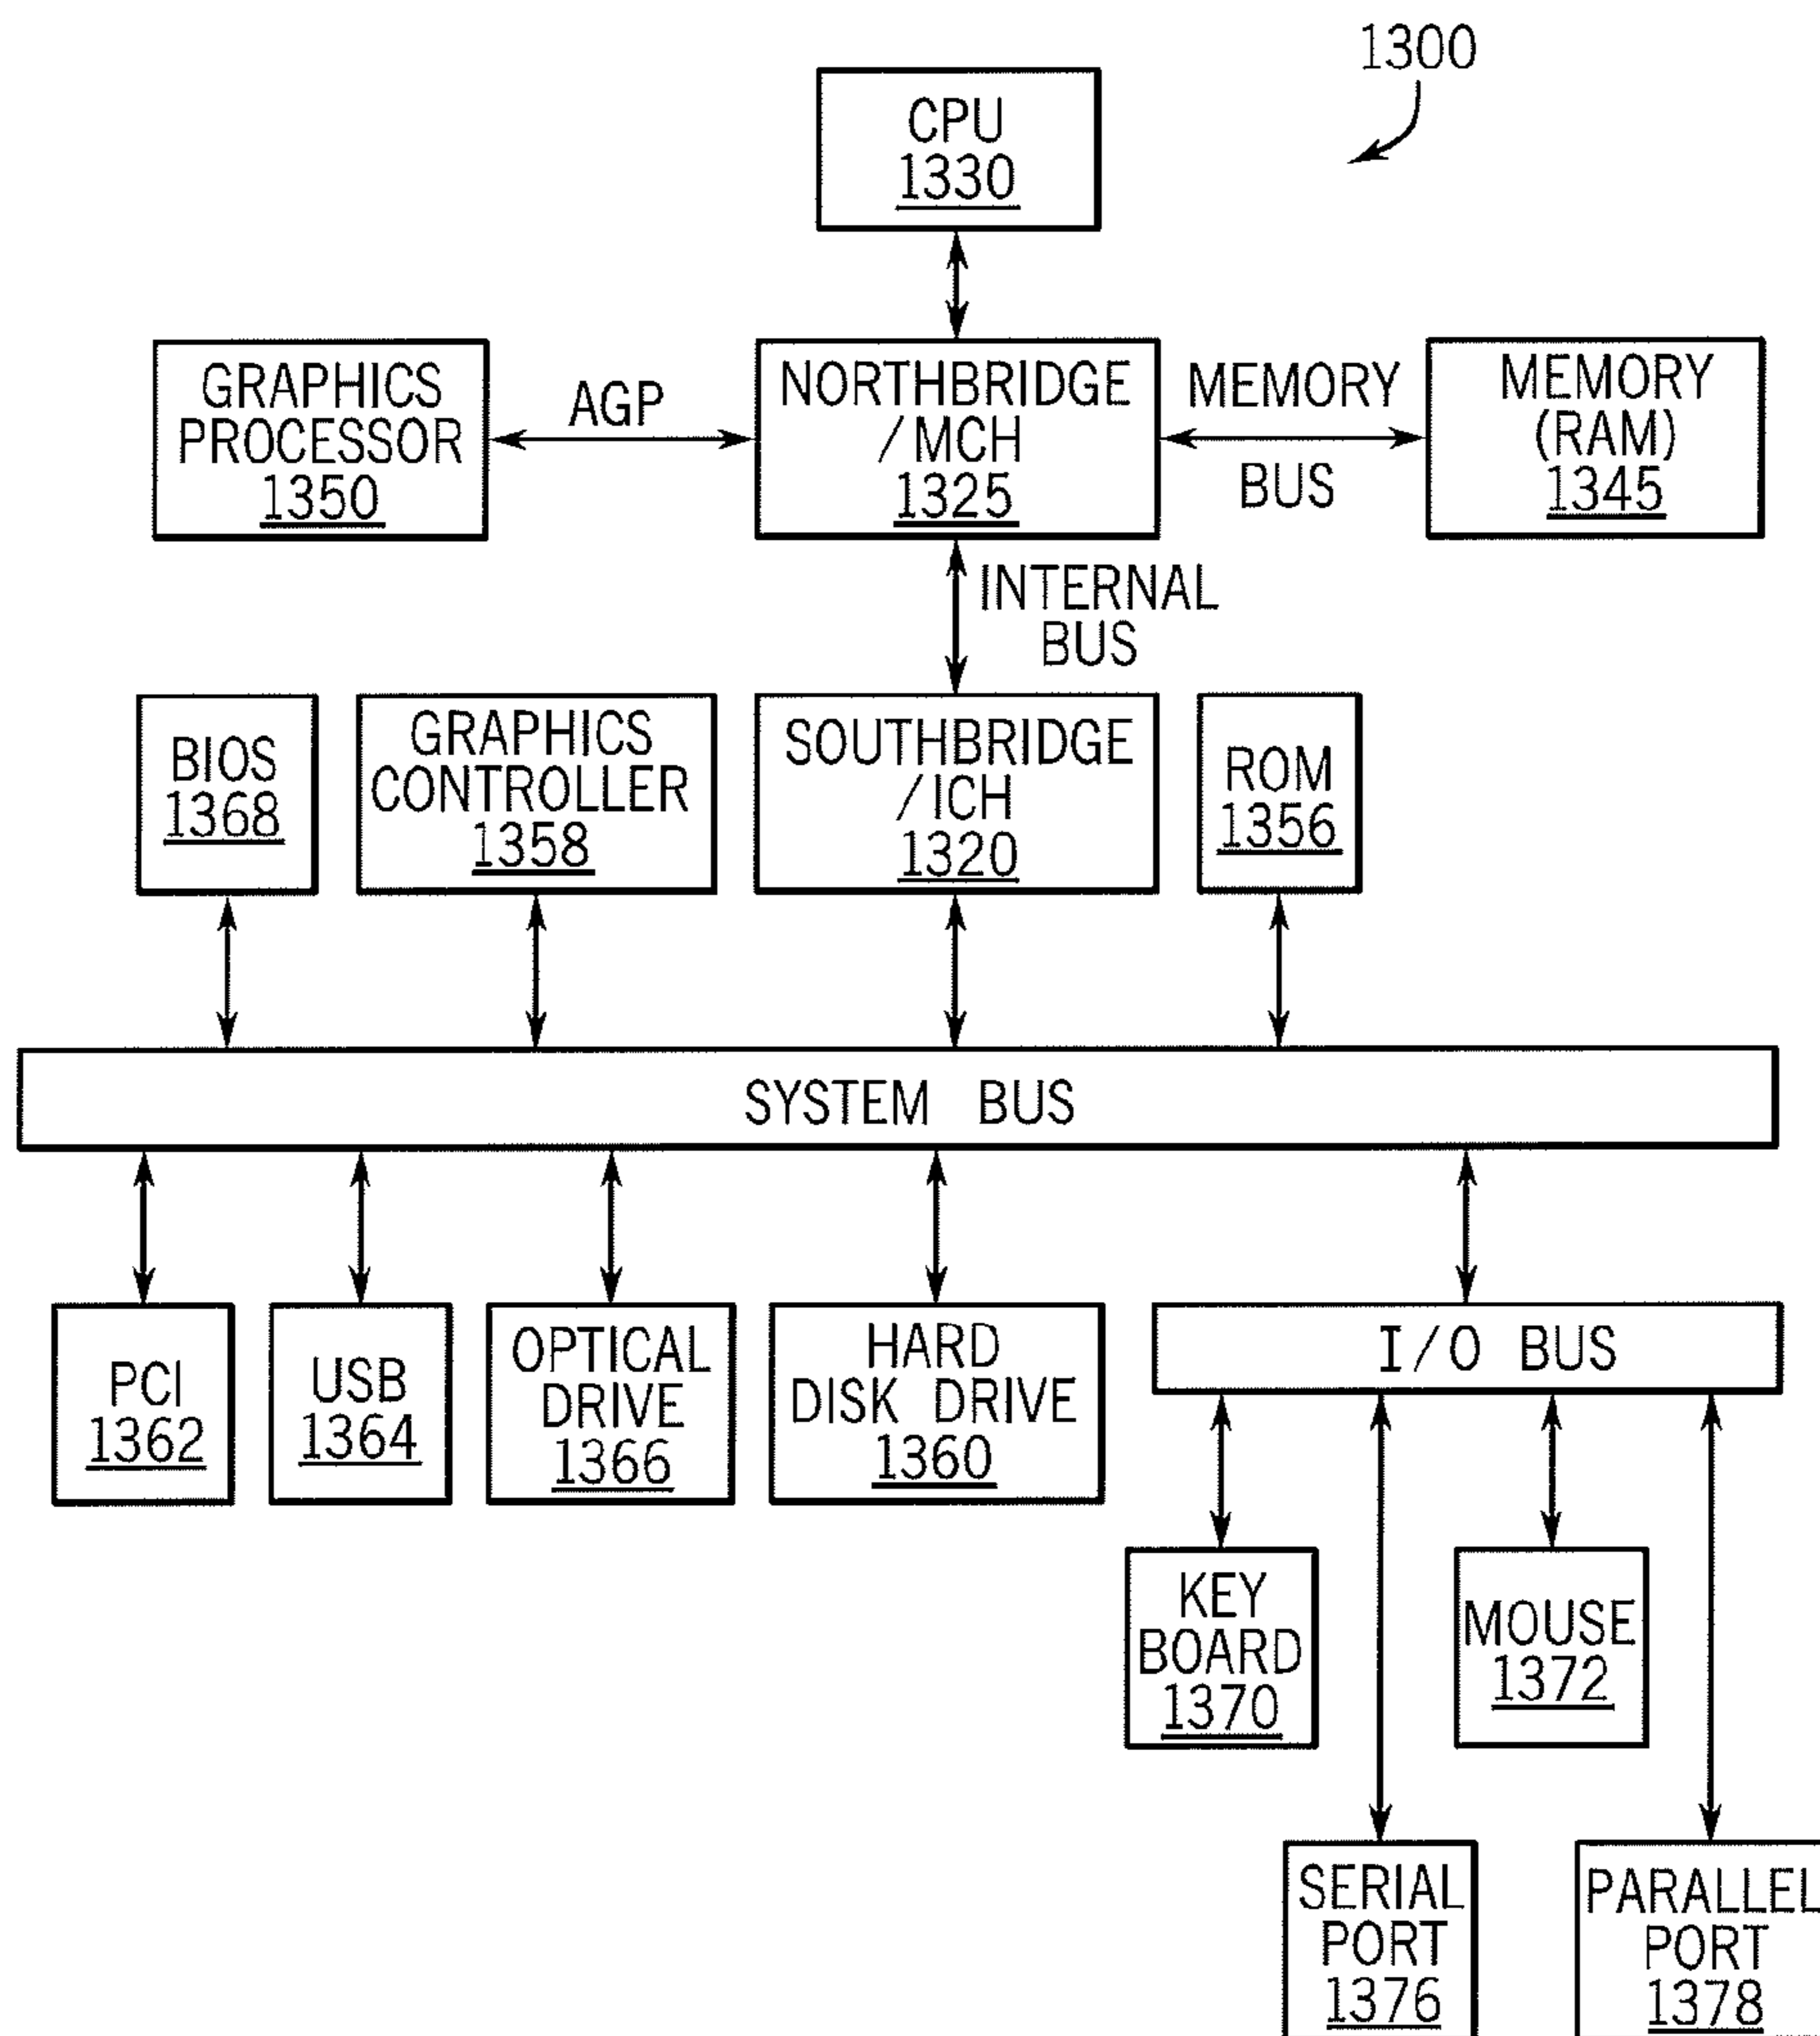 1300
CPU
1330
GRAPHICS
PROCESSOR
1350
AGP
NORTHBRIDGE
/MCH
1325
MEMORY
BUS
MEMORY
(RAM)
1345
INTERNAL
BUS
BIOS
1368
GRAPHICS
CONTROLLER
1358
SOUTHBRIDGE
/ICH
1320
ROM
1356
SYSTEM BUS
PCI
1362
USB
1364
OPTICAL
DRIVE
1366
HARD
DISK DRIVE
1360
I/O BUS
KEY
BOARD
1370
MOUSE
1372
SERIAL
PORT
1376
PARALLEL
PORT
1378